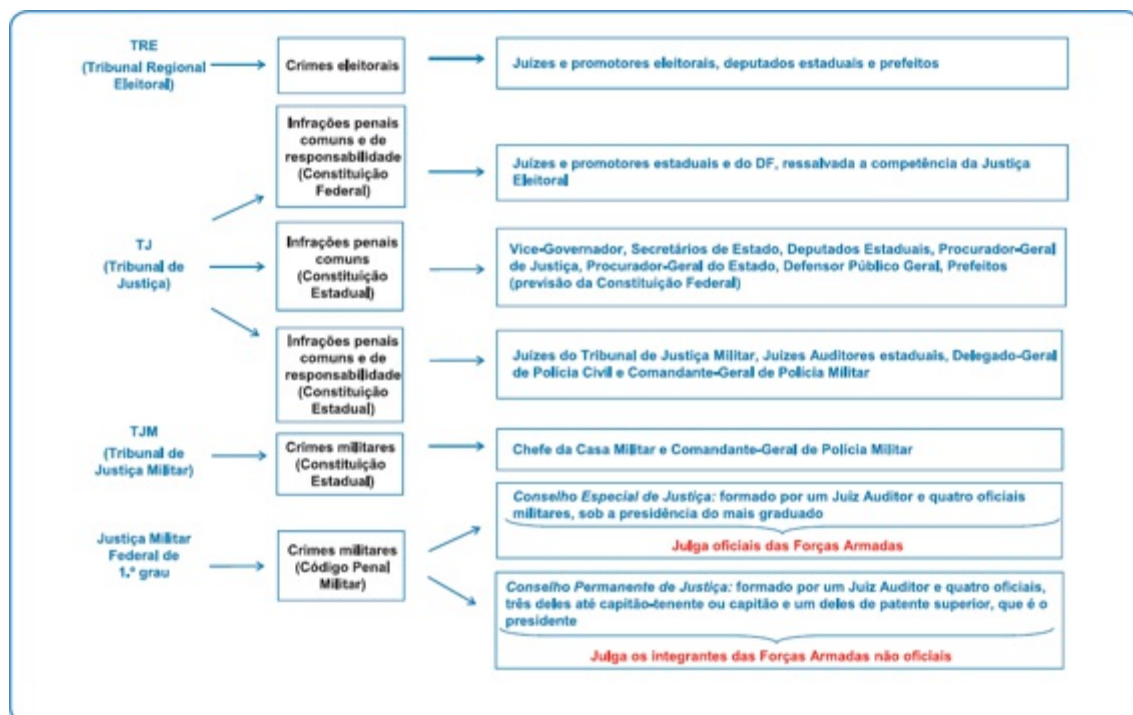 TRE
(Tribunal Regional
Eleitoral)
Crimes eleitorais
Juízes e promotores eleitorais, deputados estaduais e prefeitos
Infrações penais
comuns e de
responsabilidade
(Constituição
Federal)
Juízes e promotores estaduais e do DF, ressalvada a competência da Justiça
Eleitoral
TJ
(Tribunal de
Justiça)
Infrações penais
comuns
(Constituição
Estadual)
Vice-Governador, Secretários de Estado, Deputados Estaduais, Procurador-Geral
de Justiça, Procurador-Geral do Estado, Defensor Público Geral, Prefeitos
(previsão da Constituição Federal)
Infrações penais
comuns e de
responsabilidade
(Constituição
Estadual)
Juízes do Tribunal de Justiça Militar, Juízes Auditores estaduais, Delegado-Geral
de Polícia Civil e Comandante-Geral de Polícia Militar
TJM
(Tribunal de
Justiça Militar)
Crimes militares
(Constituição
Estadual)
Chefe da Casa Militar e Comandante-Geral de Polícia Militar
Justiça Militar
Federal de
1.º grau
Crimes militares
(Código Penal
Militar)
Conselho Especial de Justiça: formado por um Juiz Auditor e quatro oficiais
militares, sob a presidência do mais graduado
Julga oficiais das Forças Armadas
Conselho Permanente de Justiça: formado por um Juiz Auditor e quatro oficiais,
três deles até capitão-tenente ou capitão e um deles de patente superior, que é o
presidente
Julga os integrantes das Forças Armadas não oficiais